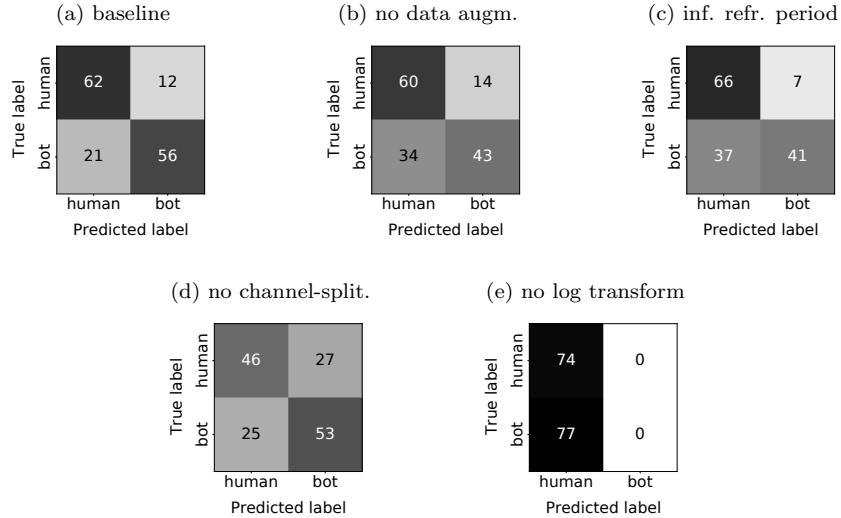 (a) baseline
(b) no data augm.
(c) inf. refr. period
True label
human
bot
62
12
21
56
human
bot
Predicted label
True label
human
bot
60
14
34
43
human
bot
Predicted label
True label
human
bot
66
7
37
41
human
bot
Predicted label
(d) no channel-split.
(e) no log transform
True label
human
bot
46
27
25
53
human
bot
Predicted label
True label
human
bot
74
0
77
0
human
bot
Predicted label